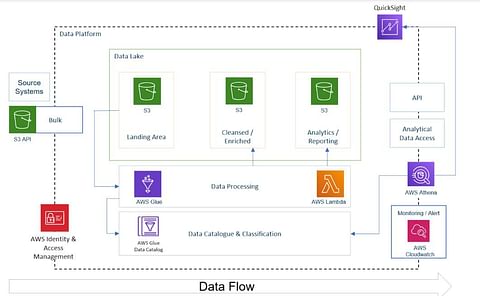 QuickSight
Data Platform
Data Lake
Source
Systems
S3
S3
S3
API
Bulk
S3 API
Landing Area
Cleansed /
Enriched
Analytics /
Reporting
Analytical
Data Access
Data Processing
AWS Glue
AWS Lambda
AWS Athena
Monitoring / Alert
AWS Identity &
Access
Management
AWS Glue
Data Catalog
Data Catalogue & Classification
AWS
Cloudwatch
Data Flow